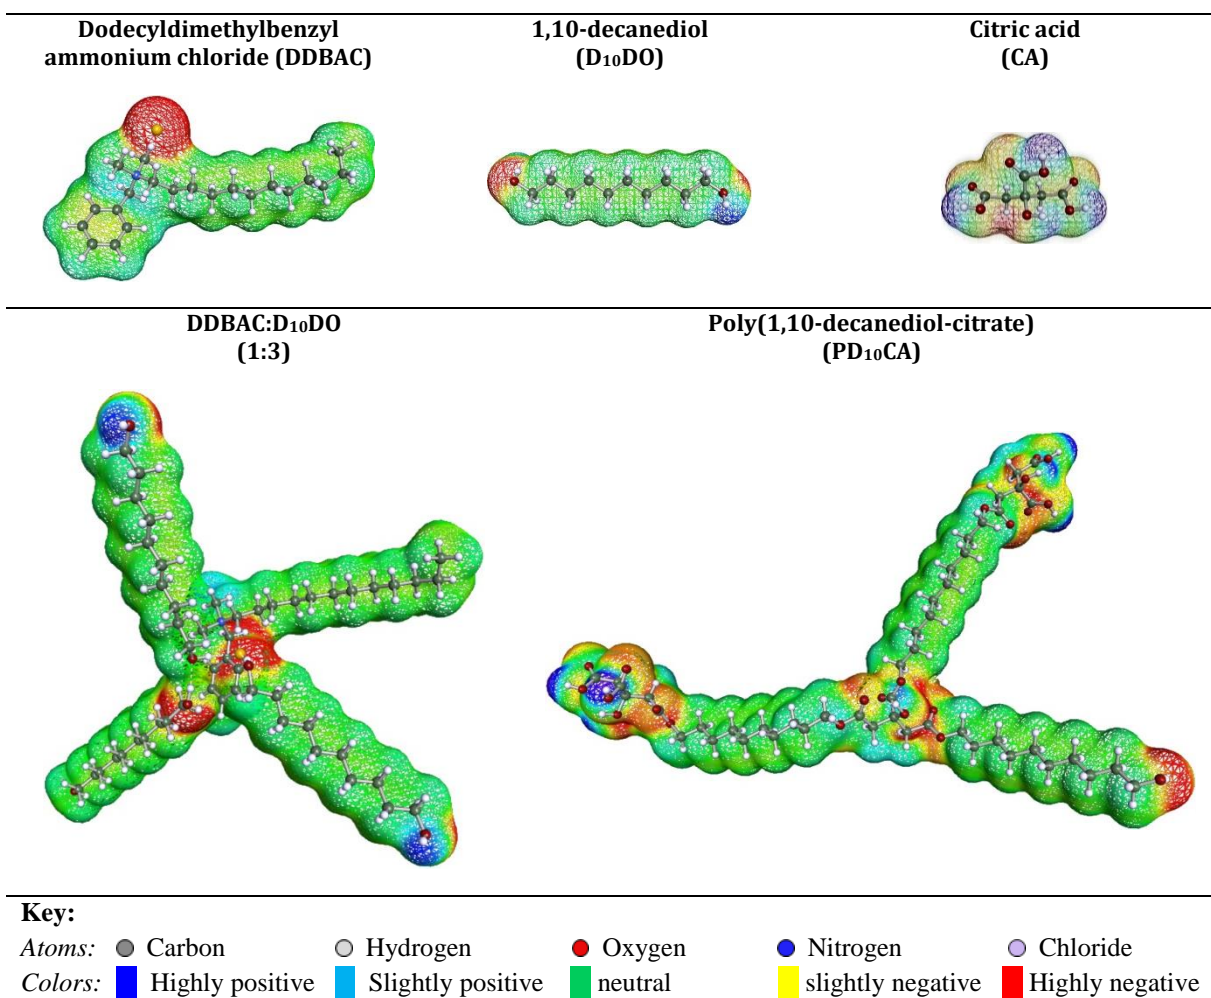 Dodecyldimethylbenzyl
ammonium chloride (DDBAC)
1,10-decanediol
(D₁₀DO)
Citric acid
(CA)
DDBAC:D₁₀DO
(1:3)
Poly(1,10-decanediol-citrate)
(PD₁₀CA)
Key:
Atoms: Carbon Hydrogen Oxygen Nitrogen Chloride
Colors: Highly positive Slightly positive neutral slightly negative Highly negative